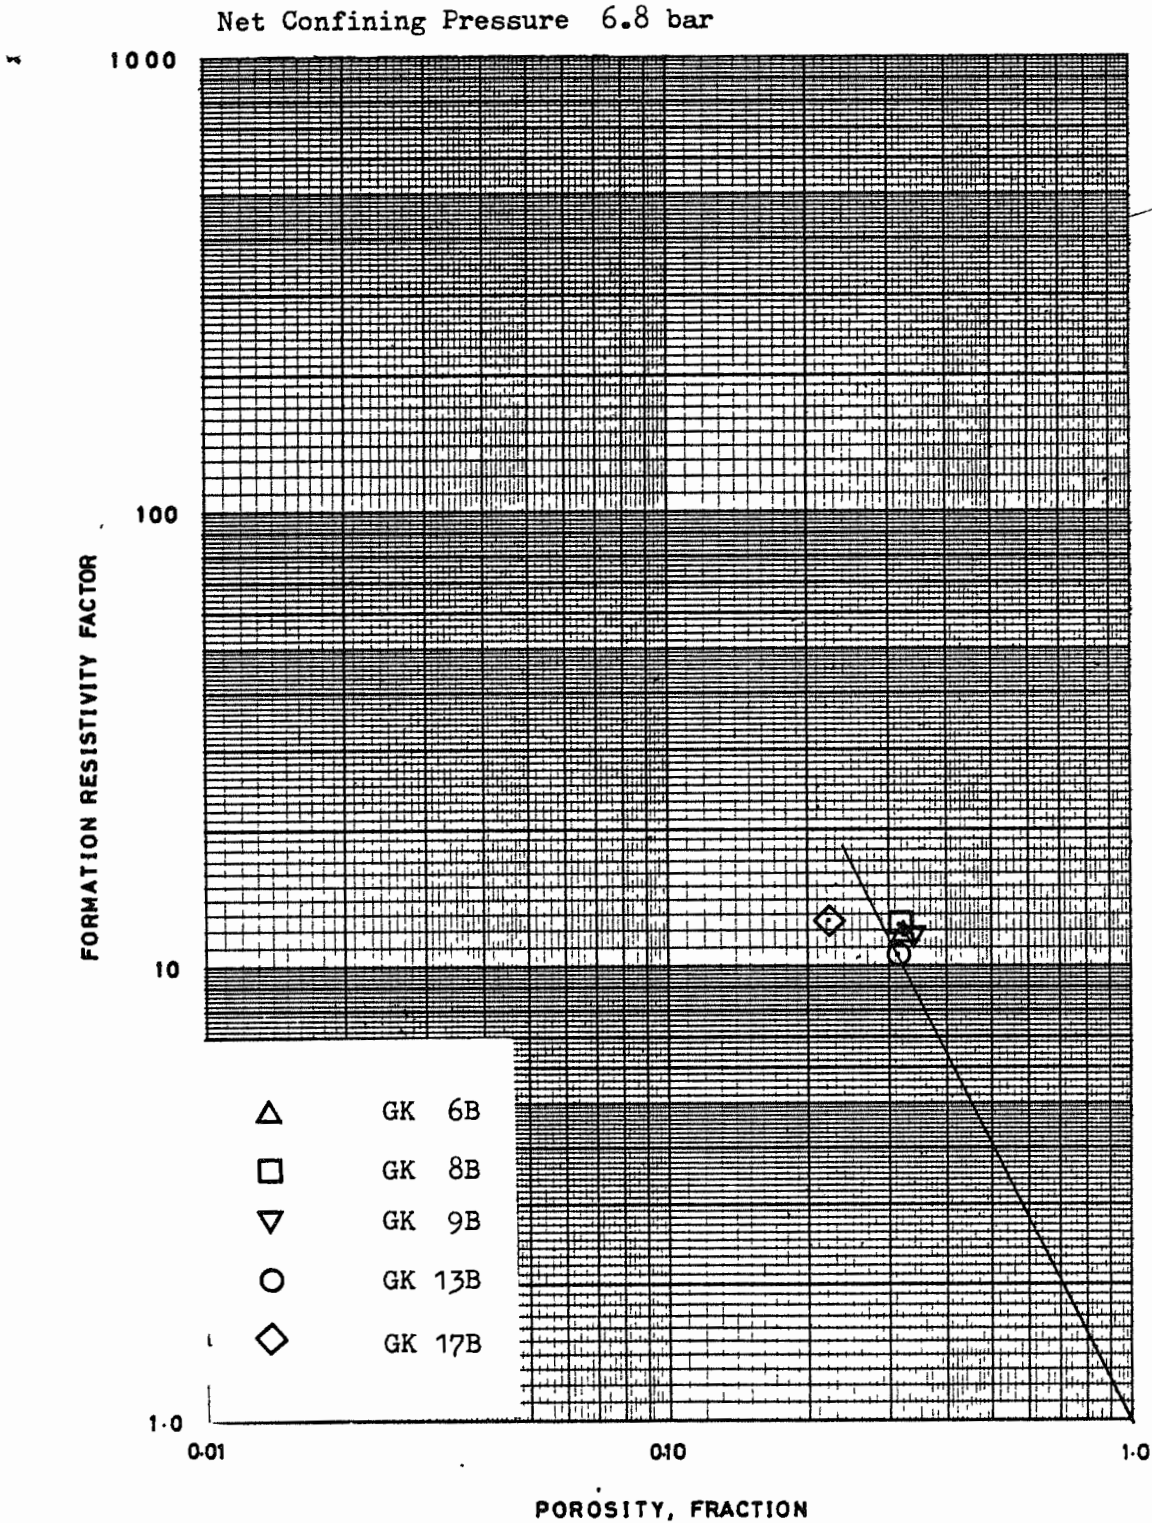 Net Confining Pressure 6.8 bar
1000
100
10
1.0
FORMATION RESISTIVITY FACTOR
GK 6B
GK 8B
GK 9B
GK 13B
GK 17B
0.01
0.10
1.0
POROSITY, FRACTION